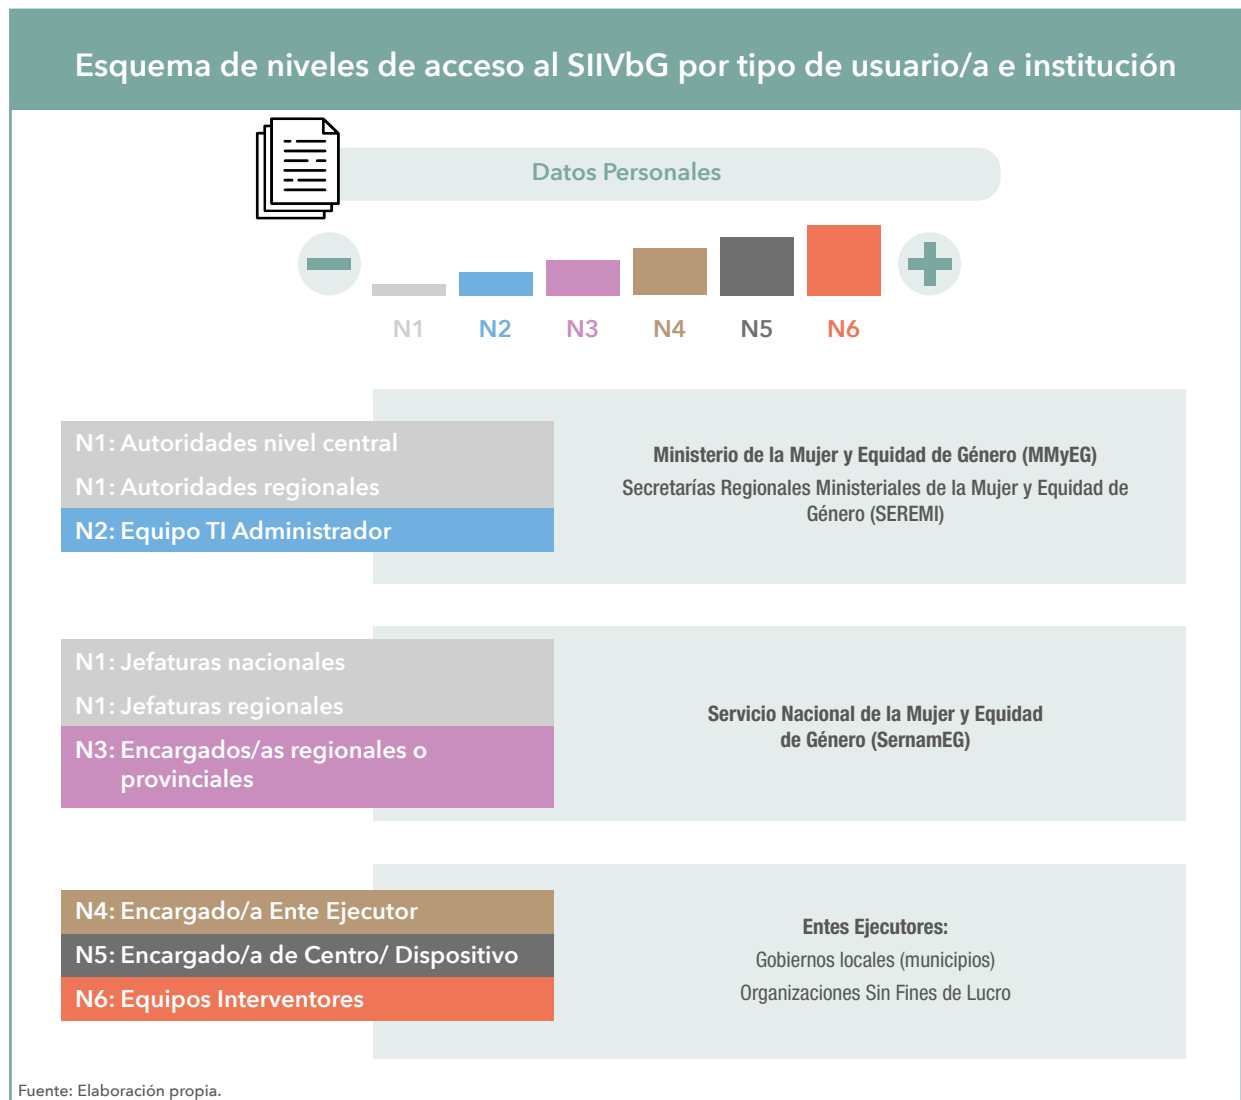 Esquema de niveles de acceso al SIIVbG por tipo de usuario/a e institución
Datos Personales
N1
N2
N3
N4
N5
N6
N1: Autoridades nivel central
N1: Autoridades regionales
N2: Equipo TI Administrador
Ministerio de la Mujer y Equidad de Género (MMyEG)
Secretarías Regionales Ministeriales de la Mujer y Equidad de
Género (SEREMI)
N1: Jefaturas nacionales
N1: Jefaturas regionales
N3: Encargados/as regionales o
provinciales
Servicio Nacional de la Mujer y Equidad
de Género (SernamEG)
N4: Encargado/a Ente Ejecutor
N5: Encargado/a de Centro/ Dispositivo
N6: Equipos Interventores
Entes Ejecutores:
Gobiernos locales (municipios)
Organizaciones Sin Fines de Lucro
Fuente: Elaboración propia.